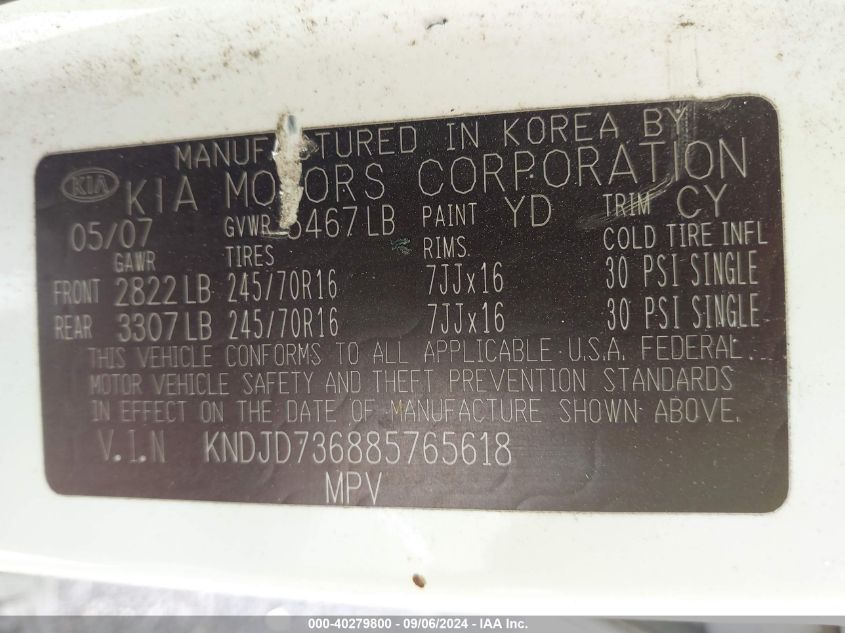 MANUFACTURED IN KOREA BY
KIA KIA MOTORS CORPORATION
05/07 GVWR 5467 LB PAINT YD TRIM CY
GAWR TIRES RIMS COLD TIRE INFL
FRONT 2822 LB 245/70R16 7JJx16 30 PSI SINGLE
REAR 3307 LB 245/70R16 7JJx16 30 PSI SINGLE
THIS VEHICLE CONFORMS TO ALL APPLICABLE U.S.A. FEDERAL
MOTOR VEHICLE SAFETY AND THEFT PREVENTION STANDARDS
IN EFFECT ON THE DATE OF MANUFACTURE SHOWN ABOVE.
V.I.N KNDJD736885765618
MPV
000-40279800 - 09/06/2024 - IAA Inc.